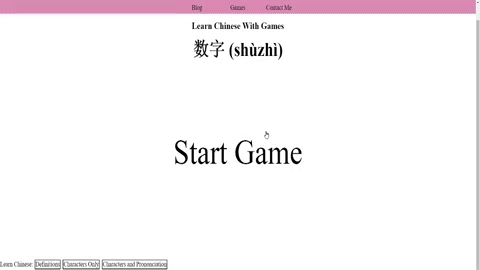 Blog Games Contact Me
Learn Chinese With Games
数字 (shùzhì)
Start Game
Learn Chinese: Definitions Characters Only Characters and Pronunciation